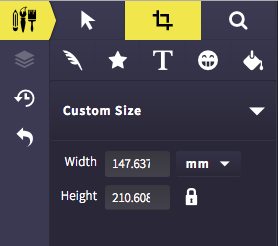 T
Custom Size
Width 147.637 mm
Height 210.608